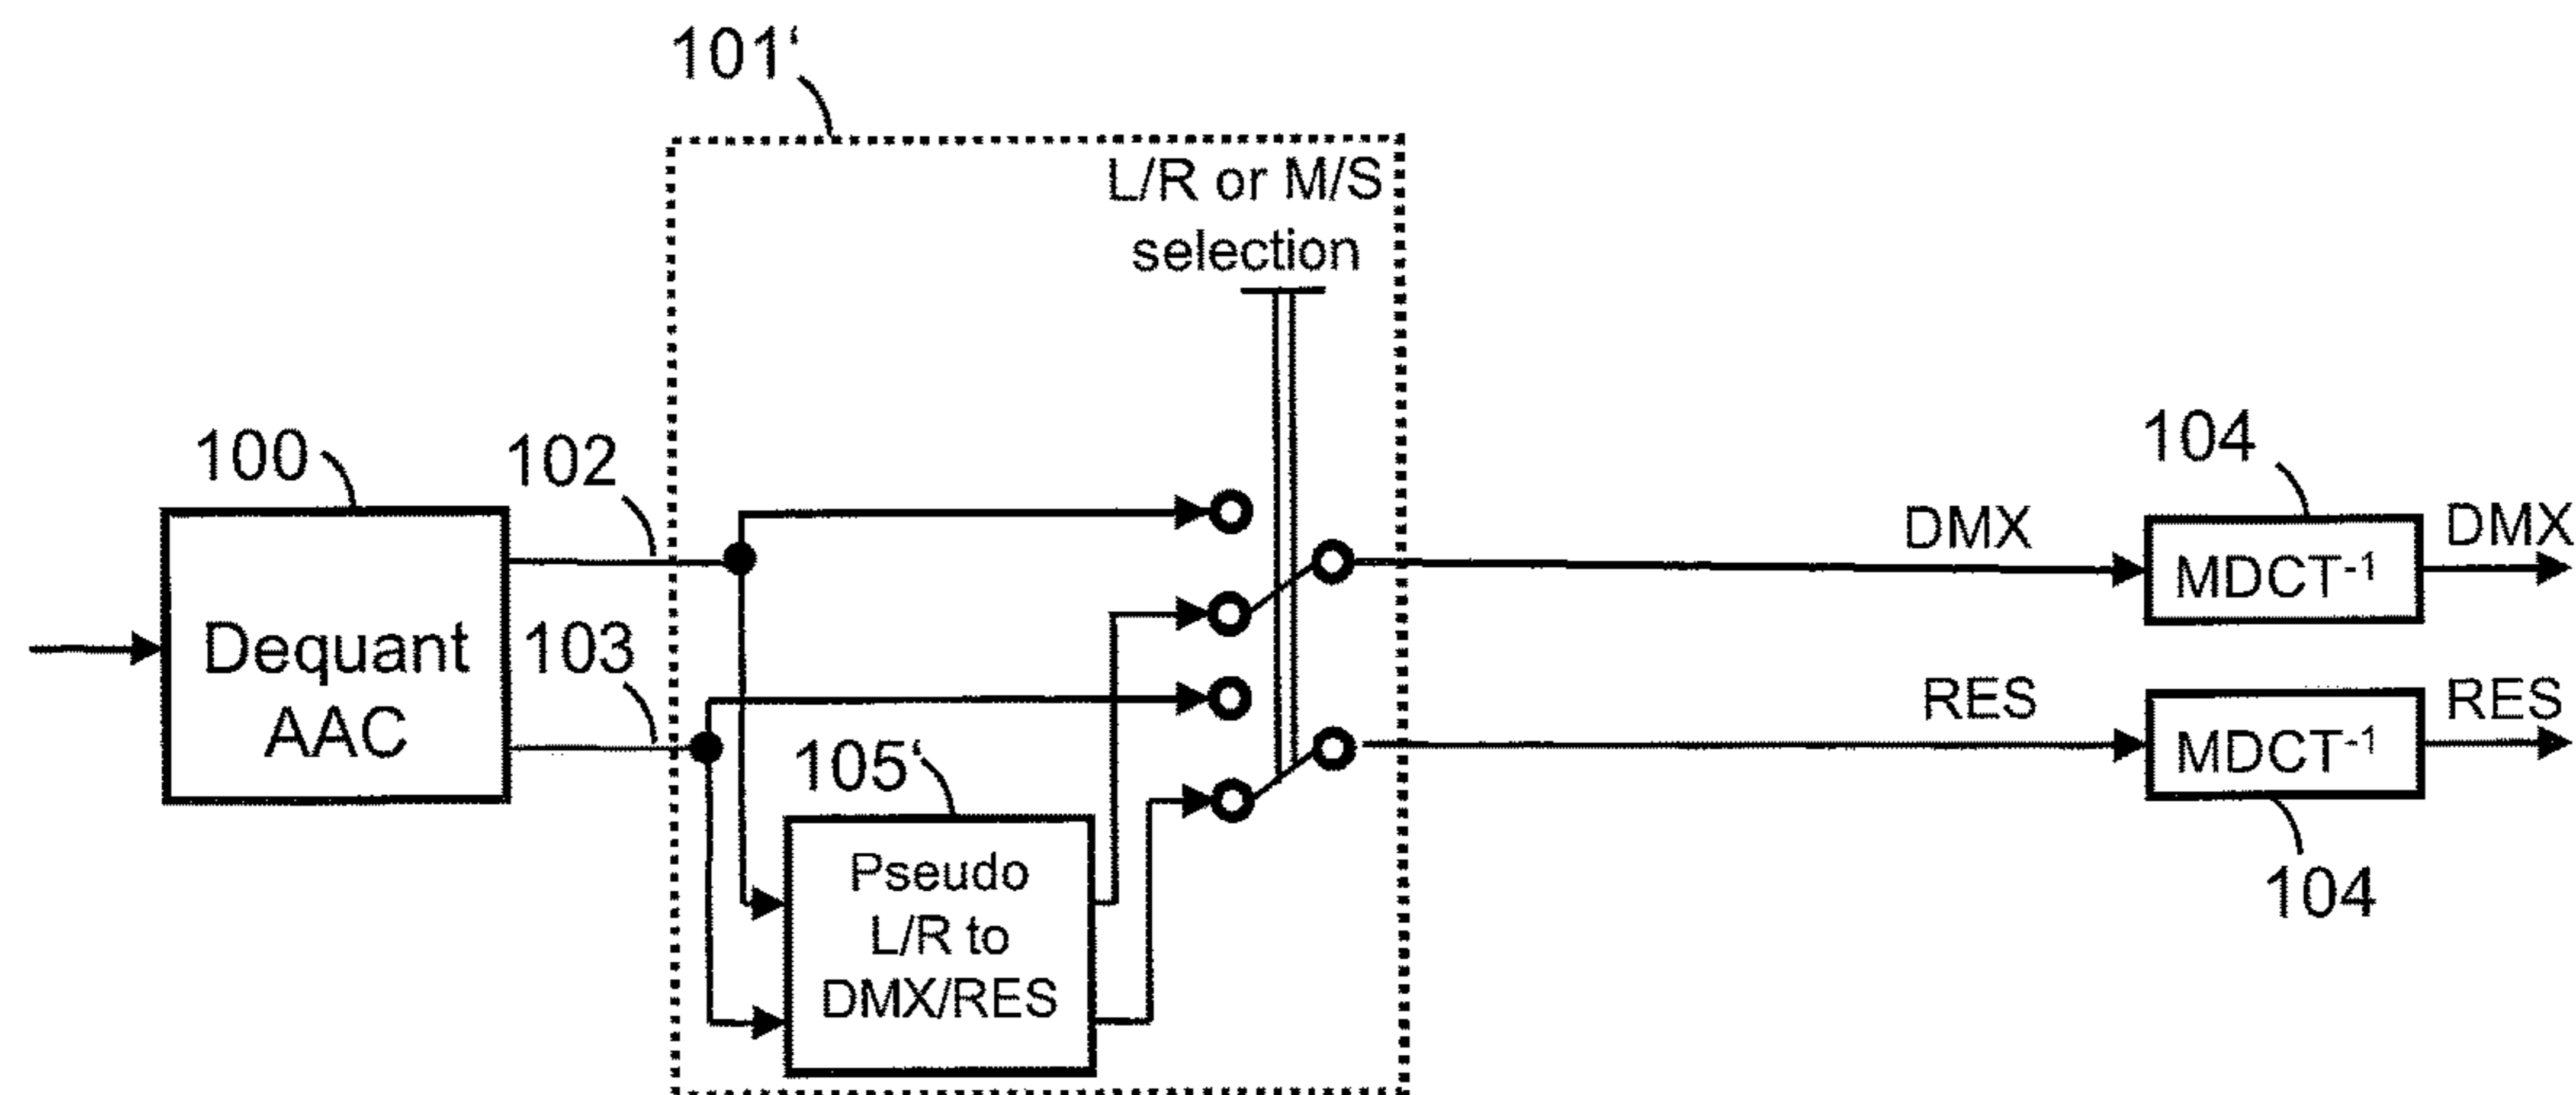 101‘
L/R or M/S
selection
100
102
Dequant
AAC
103
105‘
Pseudo
L/R to
DMX/RES
DMX
104
MDCT-1
DMX
RES
MDCT-1
RES
104